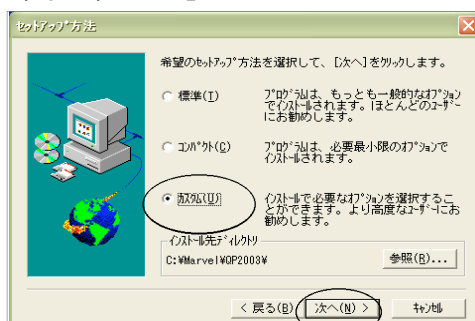 ｾｯﾄｱｯﾌﾟ方法
希望のｾｯﾄｱｯﾌﾟ方法を選択して、[次へ]をｸﾘｯｸします。
標準(T)
ﾌﾟﾛｸﾞﾗﾑは、もっとも一般的なｵﾌﾟｼｮﾝ
でｲﾝｽﾄｰﾙされます。ほとんどのﾕｰｻﾞｰ
にお勧めします。
ｺﾝﾊﾟｸﾄ(C)
ﾌﾟﾛｸﾞﾗﾑは、必要最小限のｵﾌﾟｼｮﾝで
ｲﾝｽﾄｰﾙされます。
ｶｽﾀﾑ(U)
ｲﾝｽﾄｰﾙで必要なｵﾌﾟｼｮﾝを選択するこ
とができます。より高度なﾕｰｻﾞｰにお
勧めします。
ｲﾝｽﾄｰﾙ先ﾃﾞｨﾚｸﾄﾘ
C:¥Marvel¥QP2003¥
参照(R)...
< 戻る(B)
次へ(N) >
ｷｬﾝｾﾙ